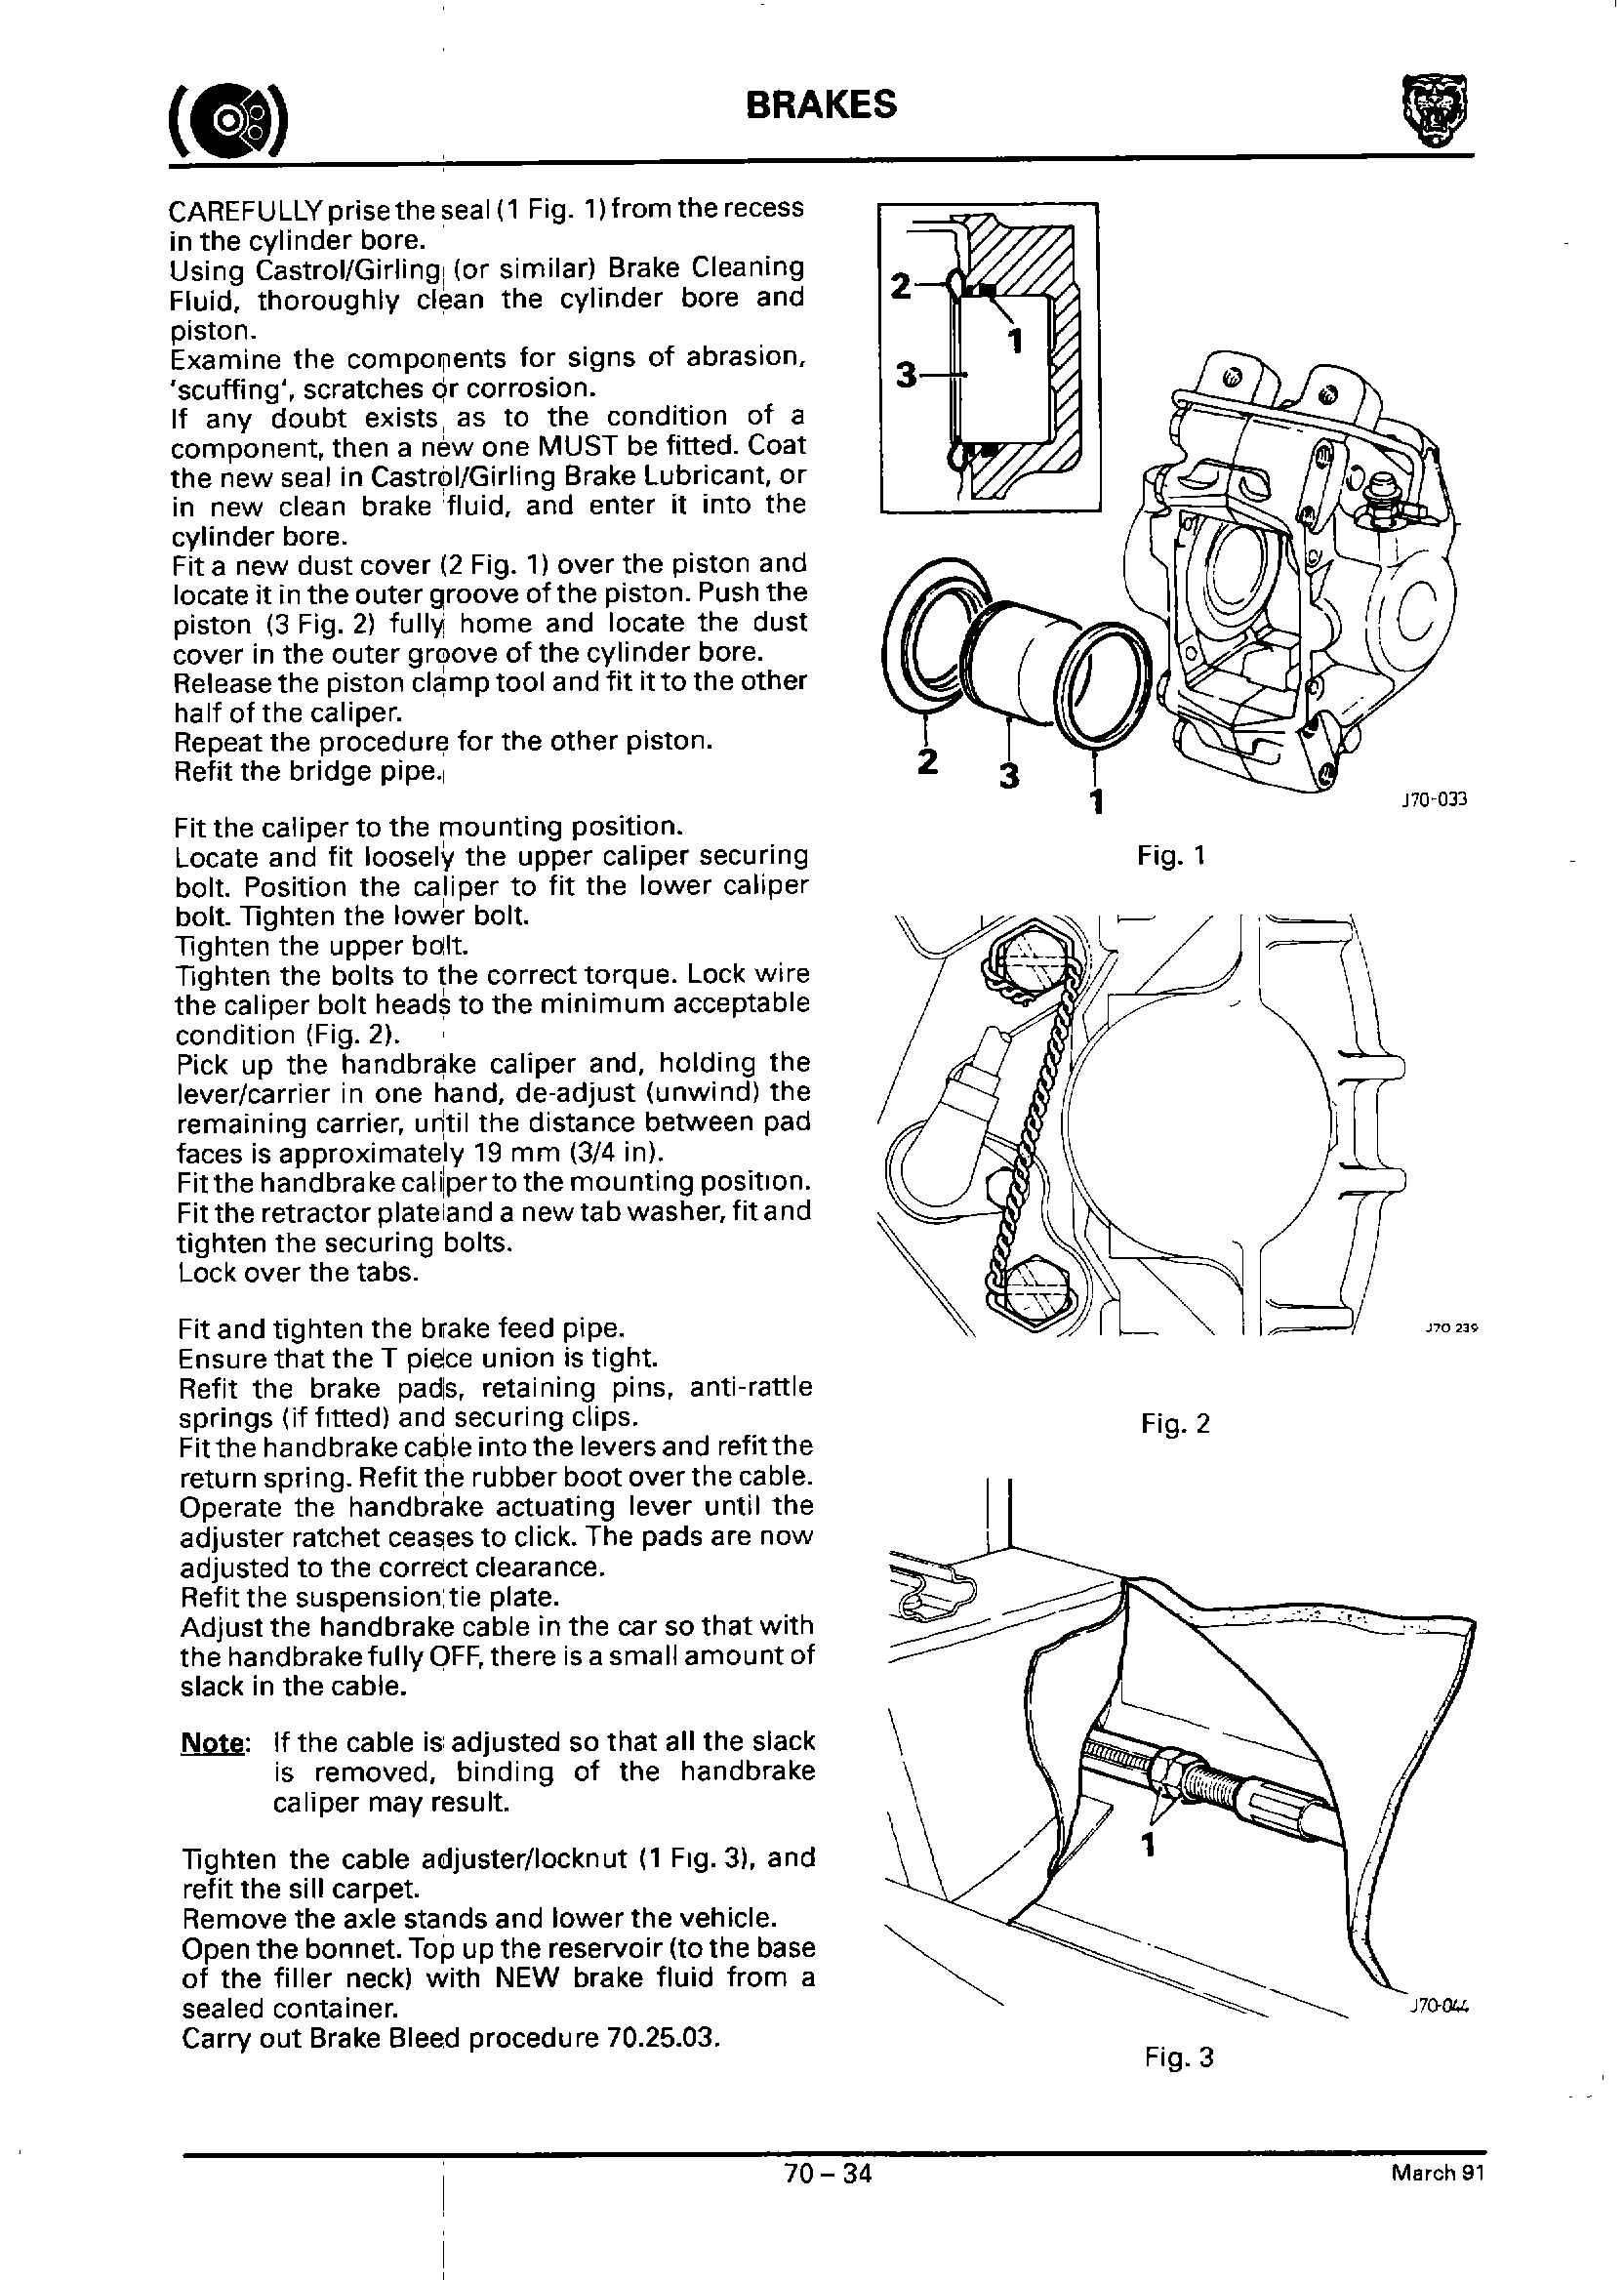 BRAKES
CAREFULLY prise the seal (1 Fig. 1) from the recess
in the cylinder bore.
Using Castrol/Girling (or similar) Brake Cleaning
Fluid, thoroughly clean the cylinder bore and
piston.
Examine the components for signs of abrasion,
'scuffing', scratches or corrosion.
If any doubt exists as to the condition of a
component, then a new one MUST be fitted. Coat
the new seal in Castrol/Girling Brake Lubricant, or
in new clean brake fluid, and enter it into the
cylinder bore.
Fit a new dust cover (2 Fig. 1) over the piston and
locate it in the outer groove of the piston. Push the
piston (3 Fig. 2) fully home and locate the dust
cover in the outer groove of the cylinder bore.
Release the piston clamp tool and fit it to the other
half of the caliper.
Repeat the procedure for the other piston.
Refit the bridge pipe.
Fit the caliper to the mounting position.
Locate and fit loosely the upper caliper securing
bolt. Position the caliper to fit the lower caliper
bolt. Tighten the lower bolt.
Tighten the upper bolt.
Tighten the bolts to the correct torque. Lock wire
the caliper bolt heads to the minimum acceptable
condition (Fig. 2).
Pick up the handbrake caliper and, holding the
lever/carrier in one hand, de-adjust (unwind) the
remaining carrier, until the distance between pad
faces is approximately 19 mm (3/4 in).
Fit the handbrake caliper to the mounting position.
Fit the retractor plate and a new tab washer, fit and
tighten the securing bolts.
Lock over the tabs.
Fit and tighten the brake feed pipe.
Ensure that the T piece union is tight.
Refit the brake pads, retaining pins, anti-rattle
springs (if fitted) and securing clips.
Fit the handbrake cable into the levers and refit the
return spring. Refit the rubber boot over the cable.
Operate the handbrake actuating lever until the
adjuster ratchet ceases to click. The pads are now
adjusted to the correct clearance.
Refit the suspension tie plate.
Adjust the handbrake cable in the car so that with
the handbrake fully OFF, there is a small amount of
slack in the cable.
Note: If the cable is adjusted so that all the slack
is removed, binding of the handbrake
caliper may result.
Tighten the cable adjuster/locknut (1 Fig. 3), and
refit the sill carpet.
Remove the axle stands and lower the vehicle.
Open the bonnet. Top up the reservoir (to the base
of the filler neck) with NEW brake fluid from a
sealed container.
Carry out Brake Bleed procedure 70.25.03.
2
1
3
2
3
1
J70-033
Fig. 1
J70 239
Fig. 2
1
J70-044
Fig. 3
70 – 34
March 91